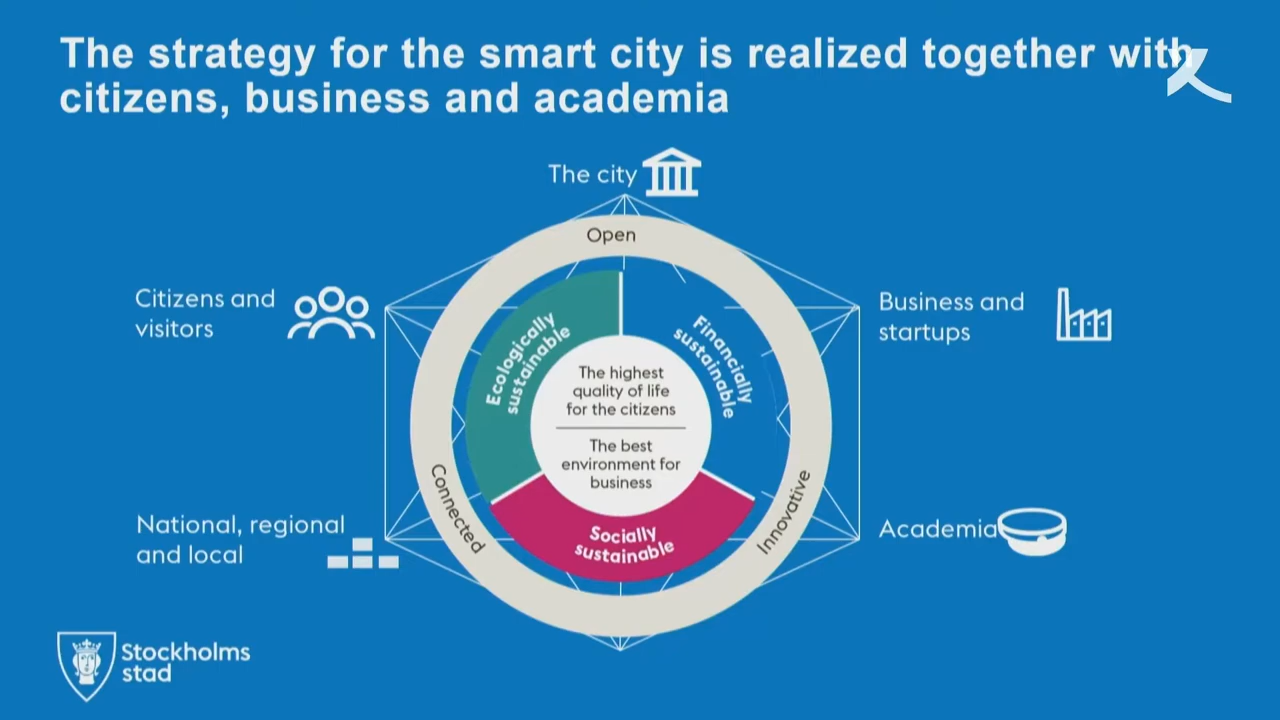 The strategy for the smart city is realized together with
citizens, business and academia
The city
Open
Citizens and
visitors
Business and
startups
Ecologically
sustainable
Financially
sustainable
The highest
quality of life
for the citizens
The best
environment for
business
Connected
Innovative
Socially
sustainable
National, regional
and local
Academia
Stockholms
stad